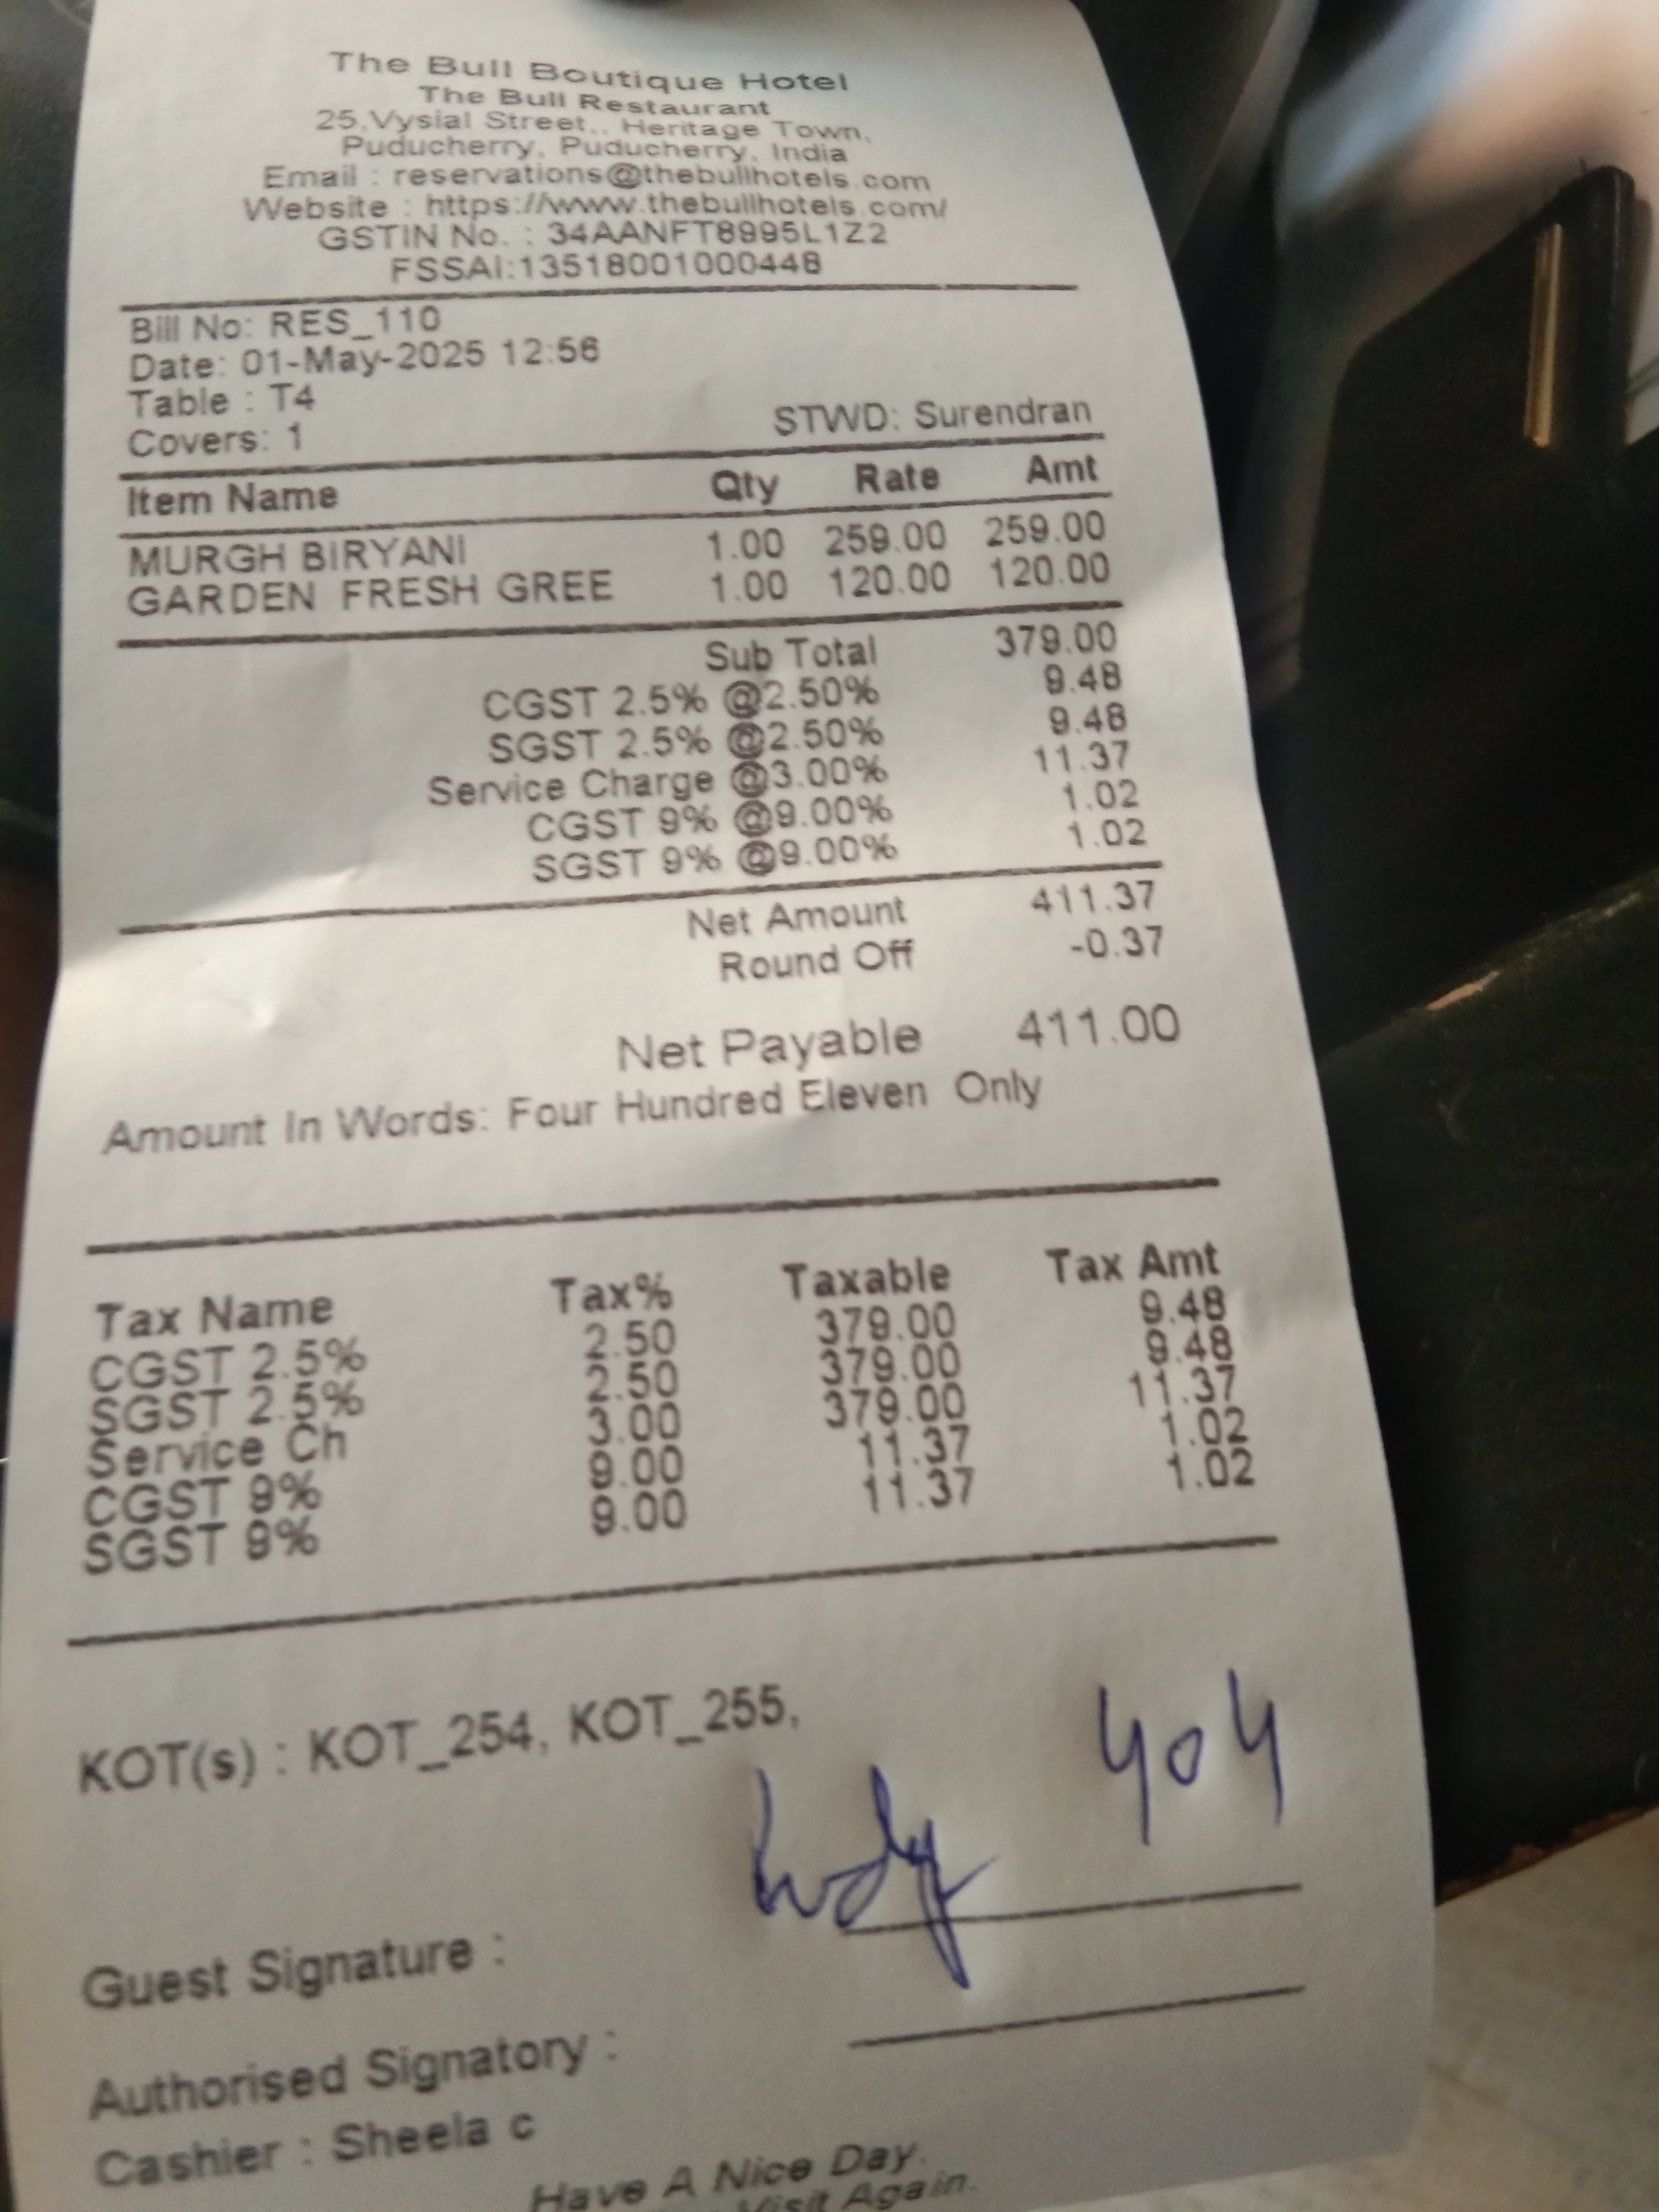 The Bull Boutique Hotel
The Bull Restaurant
25,Vysial Street,, Heritage Town,
Puducherry, Puducherry, India
Email : reservations@thebullhotels.com
Website : https://www.thebullhotels.com/
GSTIN No. : 34AANFT8995L1Z2
FSSAI:13518001000448
Bill No: RES_110
Date: 01-May-2025 12:56
Table : T4
Covers: 1 STWD: Surendran
Item Name Qty Rate Amt
MURGH BIRYANI 1.00 259.00 259.00
GARDEN FRESH GREE 1.00 120.00 120.00
Sub Total 379.00
CGST 2.5% @2.50% 9.48
SGST 2.5% @2.50% 9.48
Service Charge @3.00% 11.37
CGST 9% @9.00% 1.02
SGST 9% @9.00% 1.02
Net Amount 411.37
Round Off -0.37
Net Payable 411.00
Amount In Words: Four Hundred Eleven Only
Tax Name Tax% Taxable Tax Amt
CGST 2.5% 2.50 379.00 9.48
SGST 2.5% 2.50 379.00 9.48
Service Ch 3.00 379.00 11.37
CGST 9% 9.00 11.37 1.02
SGST 9% 9.00 11.37 1.02
KOT(s) : KOT_254, KOT_255,
404
Guest Signature :
Authorised Signatory :
Cashier : Sheela c
Have A Nice Day.
Visit Again.